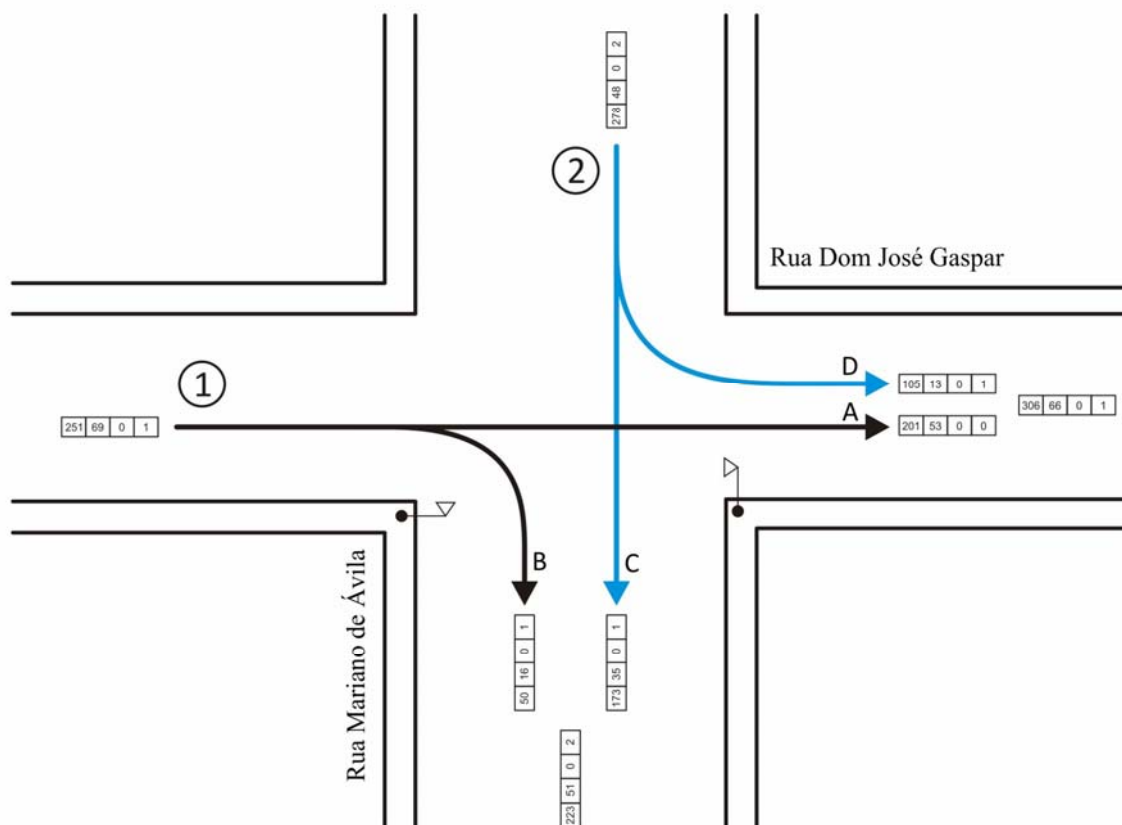 278 48 0 2
2
Rua Dom José Gaspar
1
D
105 13 0 1
306 66 0 1
A
251 69 0 1
201 53 0 0
Rua Mariano de Ávila
B
C
50 16 0 1
173 35 0 1
223 51 0 2